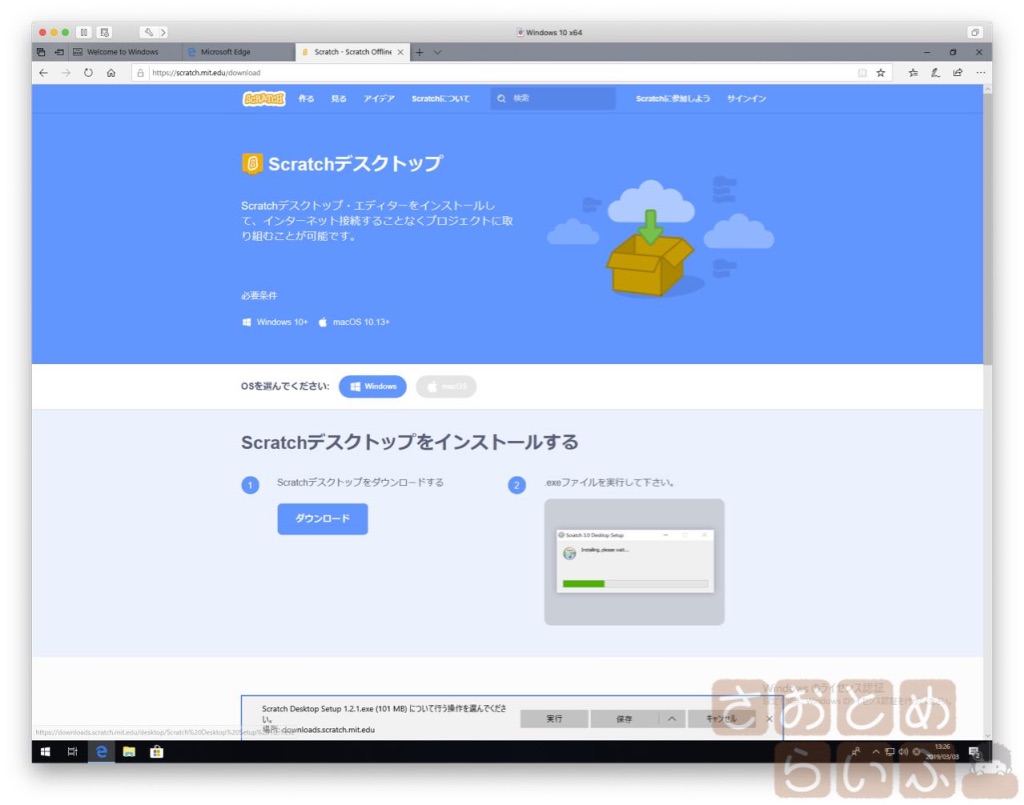 Windows 10 x64
Welcome to Windows
Microsoft Edge
Scratch - Scratch Offline
https://scratch.mit.edu/download
SCRATCH
作る
見る
アイデア
Scratchについて
検索
Scratchに参加しよう
サインイン
Scratchデスクトップ
Scratchデスクトップ・エディターをインストールし
て、インターネット接続することなくプロジェクトに取
り組むことが可能です。
必要条件
Windows 10+
macOS 10.13+
OSを選んでください:
Windows
macOS
Scratchデスクトップをインストールする
1
Scratchデスクトップをダウンロードする
2
.exeファイルを実行して下さい。
ダウンロード
Scratch 3.0 Desktop Setup
Installing, please wait...
Scratch Desktop Setup 1.2.1.exe (101 MB) について行う操作を選んでくださ
い。
場所: downloads.scratch.mit.edu
実行
保存
キャンセル
Windows のライセンス認証
さおとめ
らいふ
13:26
2019/03/03